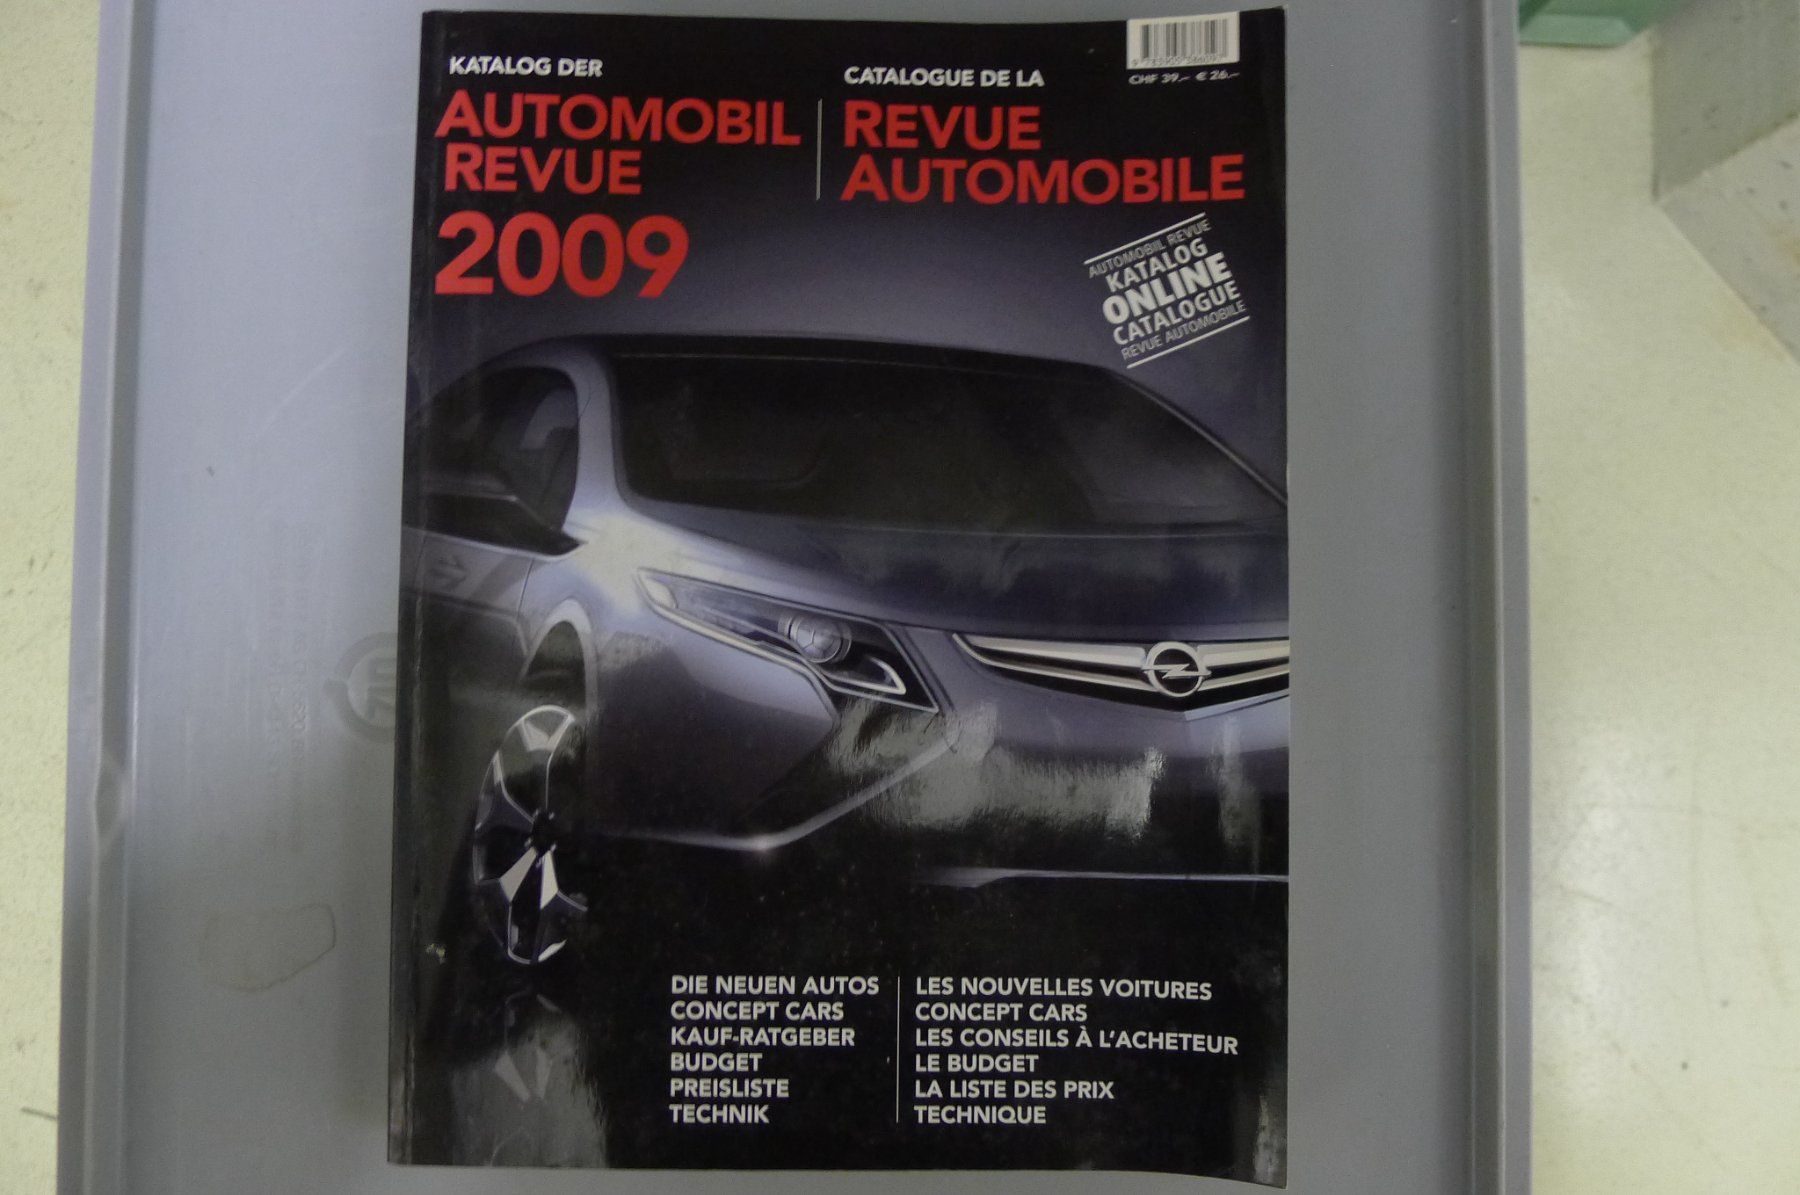 KATALOG DER
AUTOMOBIL
REVUE
2009
CATALOGUE DE LA
REVUE
AUTOMOBILE
CHF 39.– € 26.–
AUTOMOBIL REVUE
KATALOG
ONLINE
CATALOGUE
REVUE AUTOMOBILE
DIE NEUEN AUTOS
CONCEPT CARS
KAUF-RATGEBER
BUDGET
PREISLISTE
TECHNIK
LES NOUVELLES VOITURES
CONCEPT CARS
LES CONSEILS À L'ACHETEUR
LE BUDGET
LA LISTE DES PRIX
TECHNIQUE